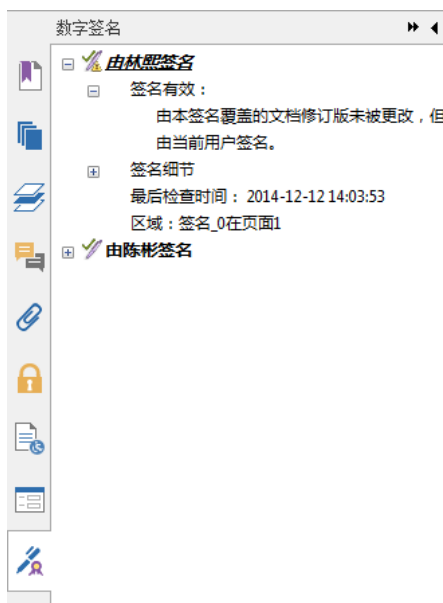 数字签名
由林熙签名
签名有效：
由本签名覆盖的文档修订版未被更改，但
由当前用户签名。
签名细节
最后检查时间：2014-12-12 14:03:53
区域：签名_0在页面1
由陈彬签名